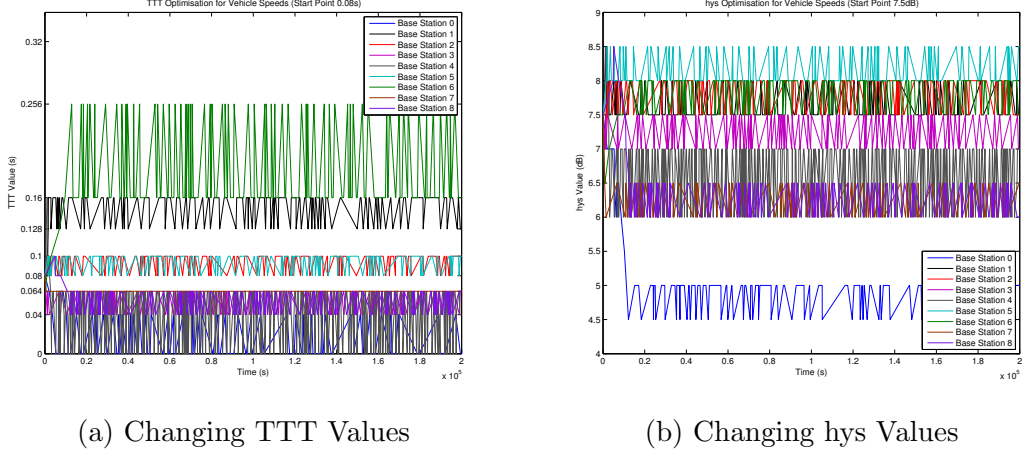 TTT Optimisation for Vehicle Speeds (Start Point 0.08s)
TTT Value (s)
0.32
0.256
0.16
0.128
0.1
0.08
0.064
0.04
0
Base Station 0
Base Station 1
Base Station 2
Base Station 3
Base Station 4
Base Station 5
Base Station 6
Base Station 7
Base Station 8
0 0.2 0.4 0.6 0.8 1 1.2 1.4 1.6 1.8 2
Time (s)
x 10^5
(a) Changing TTT Values
hys Optimisation for Vehicle Speeds (Start Point 7.5dB)
hys Value (dB)
9
8.5
8
7.5
7
6.5
6
5.5
5
4.5
4
Base Station 0
Base Station 1
Base Station 2
Base Station 3
Base Station 4
Base Station 5
Base Station 6
Base Station 7
Base Station 8
0 0.2 0.4 0.6 0.8 1 1.2 1.4 1.6 1.8 2
Time (s)
x 10^5
(b) Changing hys Values